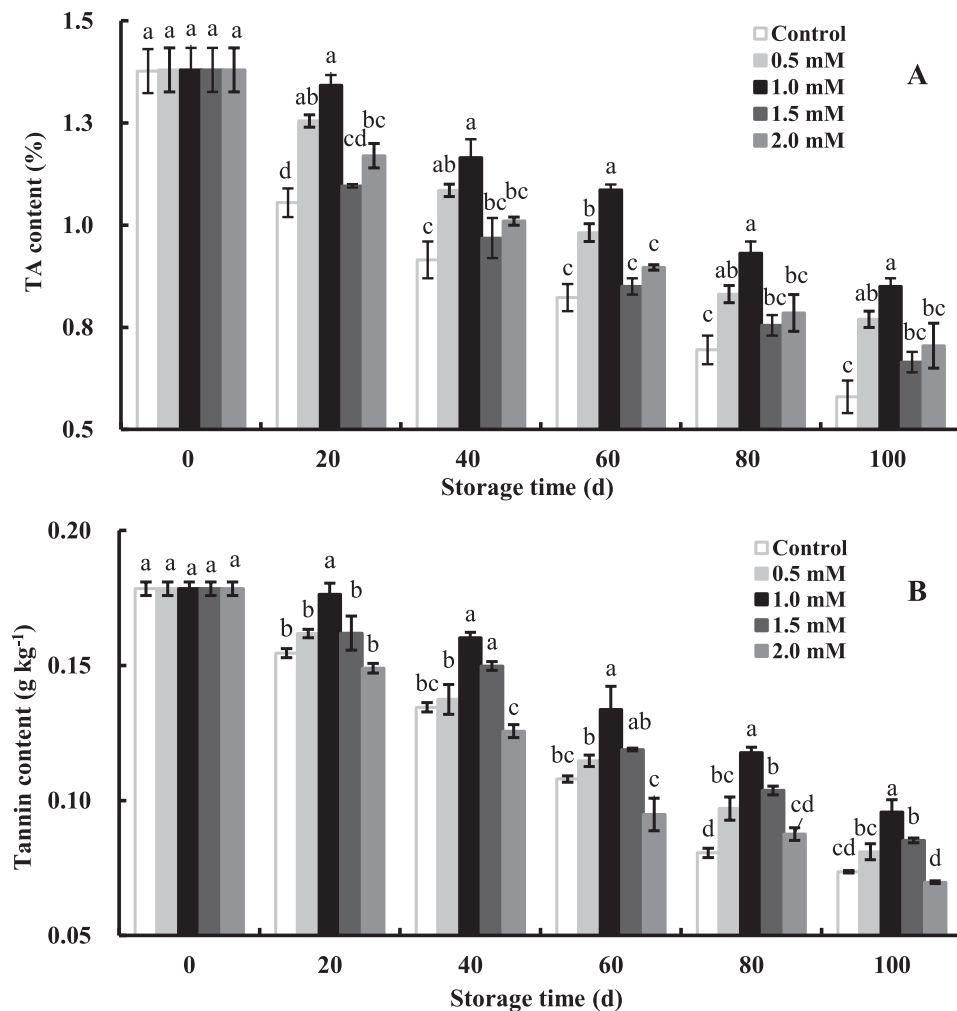 1.5
1.3
1.0
0.8
0.5
TA content (%)
a a a a a
d ab a cd bc
c ab a bc bc
c b a c c
c ab a bc bc
c ab a bc bc
Control
0.5 mM
1.0 mM
1.5 mM
2.0 mM
A
0 20 40 60 80 100
Storage time (d)
0.20
0.15
0.10
0.05
Tannin content (g kg-1)
a a a a a
b b a b b
bc b a a c
bc b a ab c
d bc a b cd
cd bc a b d
Control
0.5 mM
1.0 mM
1.5 mM
2.0 mM
B
0 20 40 60 80 100
Storage time (d)